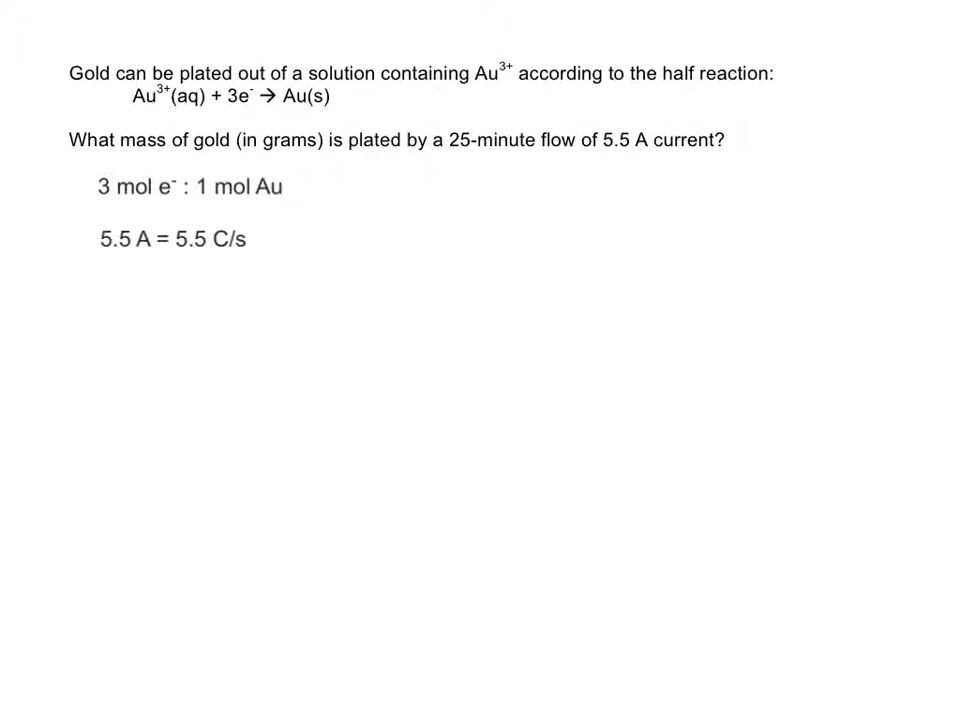 Gold can be plated out of a solution containing Au³⁺ according to the half reaction:
Au³⁺(aq) + 3e⁻ → Au(s)
What mass of gold (in grams) is plated by a 25-minute flow of 5.5 A current?
3 mol e⁻ : 1 mol Au
5.5 A = 5.5 C/s